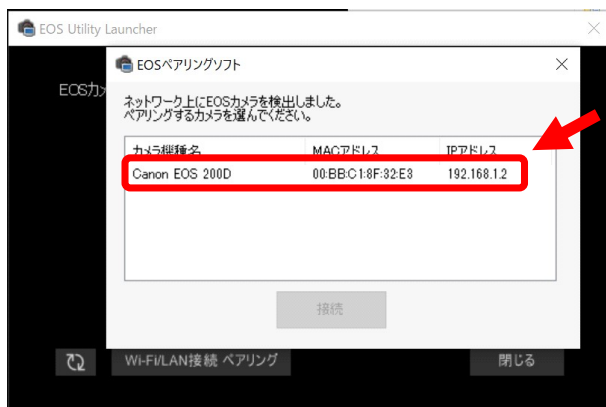 EOS Utility Launcher
EOSペアリングソフト
EOSカメ
ネットワーク上にEOSカメラを検出しました。
ペアリングするカメラを選んでください。
カメラ機種名 MACアドレス IPアドレス
Canon EOS 200D 00:BB:C1:8F:32:E3 192.168.1.2
接続
Wi-Fi/LAN接続 ペアリング 閉じる